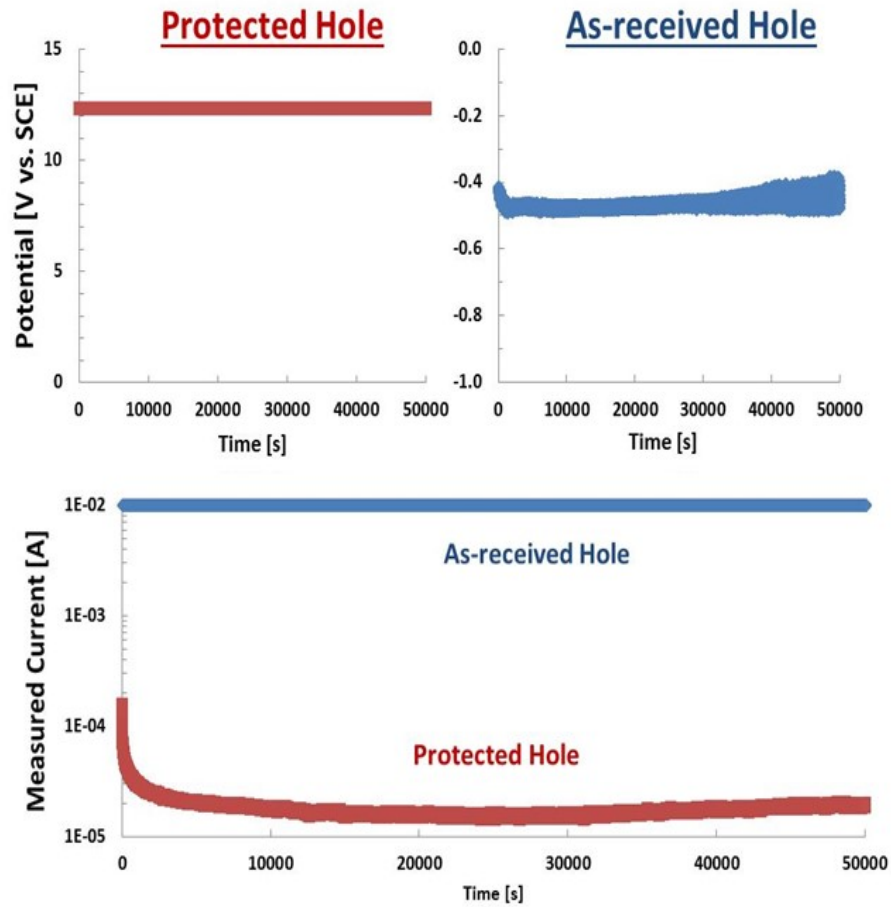 Protected Hole
As-received Hole
Potential [V vs. SCE]
15
10
5
0
0 10000 20000 30000 40000 50000
Time [s]
0.0
-0.2
-0.4
-0.6
-0.8
-1.0
0 10000 20000 30000 40000 50000
Time [s]
Measured Current [A]
1E-02
1E-03
1E-04
1E-05
As-received Hole
Protected Hole
0 10000 20000 30000 40000 50000
Time [s]